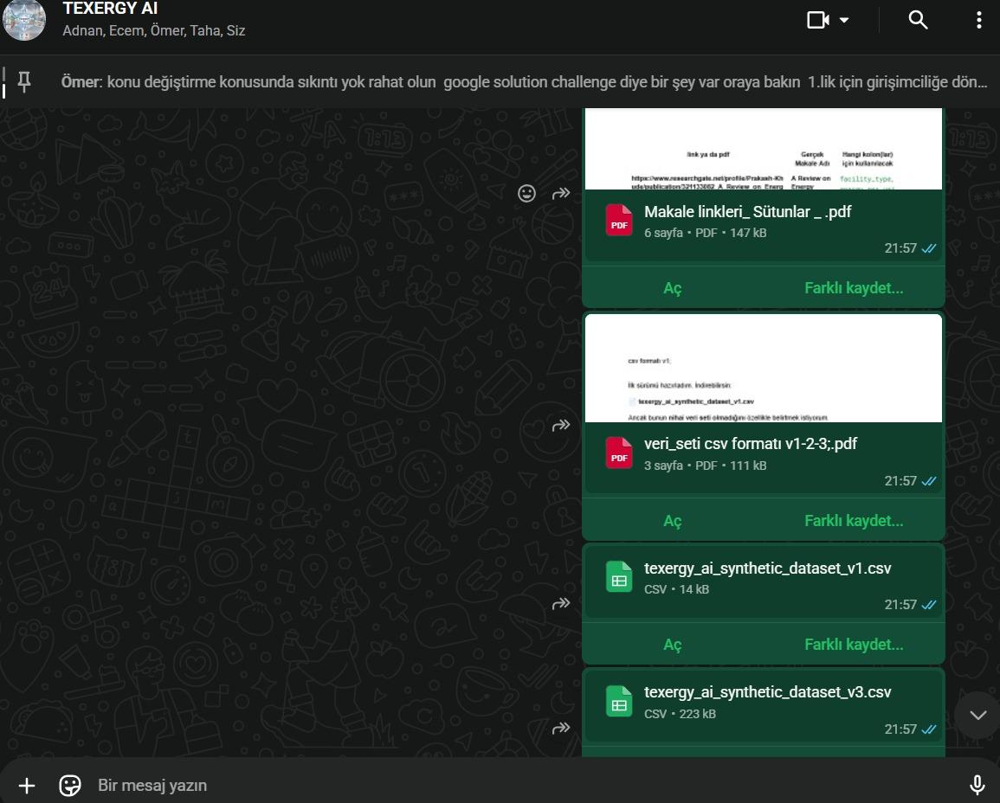 TEXERGY AI
Adnan, Ecem, Ömer, Taha, Siz
Ömer: konu değiştirme konusunda sıkıntı yok rahat olun google solution challenge diye bir şey var oraya bakın 1.lik için girişimciliğe dön...
link ya da pdf
Gerçek Makale Adı
Hangi kolon(lar) için kullanılacak
https://www.researchgate.net/profile/Prakash-Kh
ude/publication/321133062_A_Review_on_Energ
A Review on Energy
facility_type,
PDF
Makale linkleri_ Sütunlar _ .pdf
6 sayfa • PDF • 147 kB
21:57
Aç
Farklı kaydet...
csv formatı v1;
İlk sürümü hazırladım. İndirebilirsin:
texergy_ai_synthetic_dataset_v1.csv
Ancak bunun nihai veri seti olmadığını özellikle belirtmek istiyorum.
PDF
veri_seti csv formatı v1-2-3;.pdf
3 sayfa • PDF • 111 kB
21:57
Aç
Farklı kaydet...
texergy_ai_synthetic_dataset_v1.csv
CSV • 14 kB
21:57
Aç
Farklı kaydet...
texergy_ai_synthetic_dataset_v3.csv
CSV • 223 kB
21:57
Bir mesaj yazın